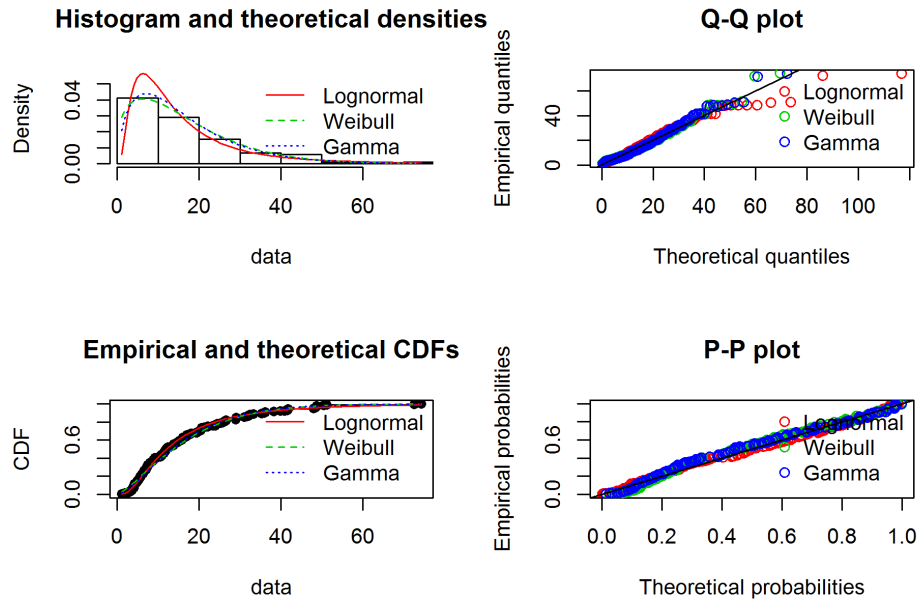 Histogram and theoretical densities
Density
0.00
0.04
Lognormal
Weibull
Gamma
0 20 40 60
data
Q-Q plot
Empirical quantiles
0
40
Lognormal
Weibull
Gamma
0 20 40 60 80 100
Theoretical quantiles
Empirical and theoretical CDFs
CDF
0.0
0.6
Lognormal
Weibull
Gamma
0 20 40 60
data
P-P plot
Empirical probabilities
0.0
0.6
Lognormal
Weibull
Gamma
0.0 0.2 0.4 0.6 0.8 1.0
Theoretical probabilities